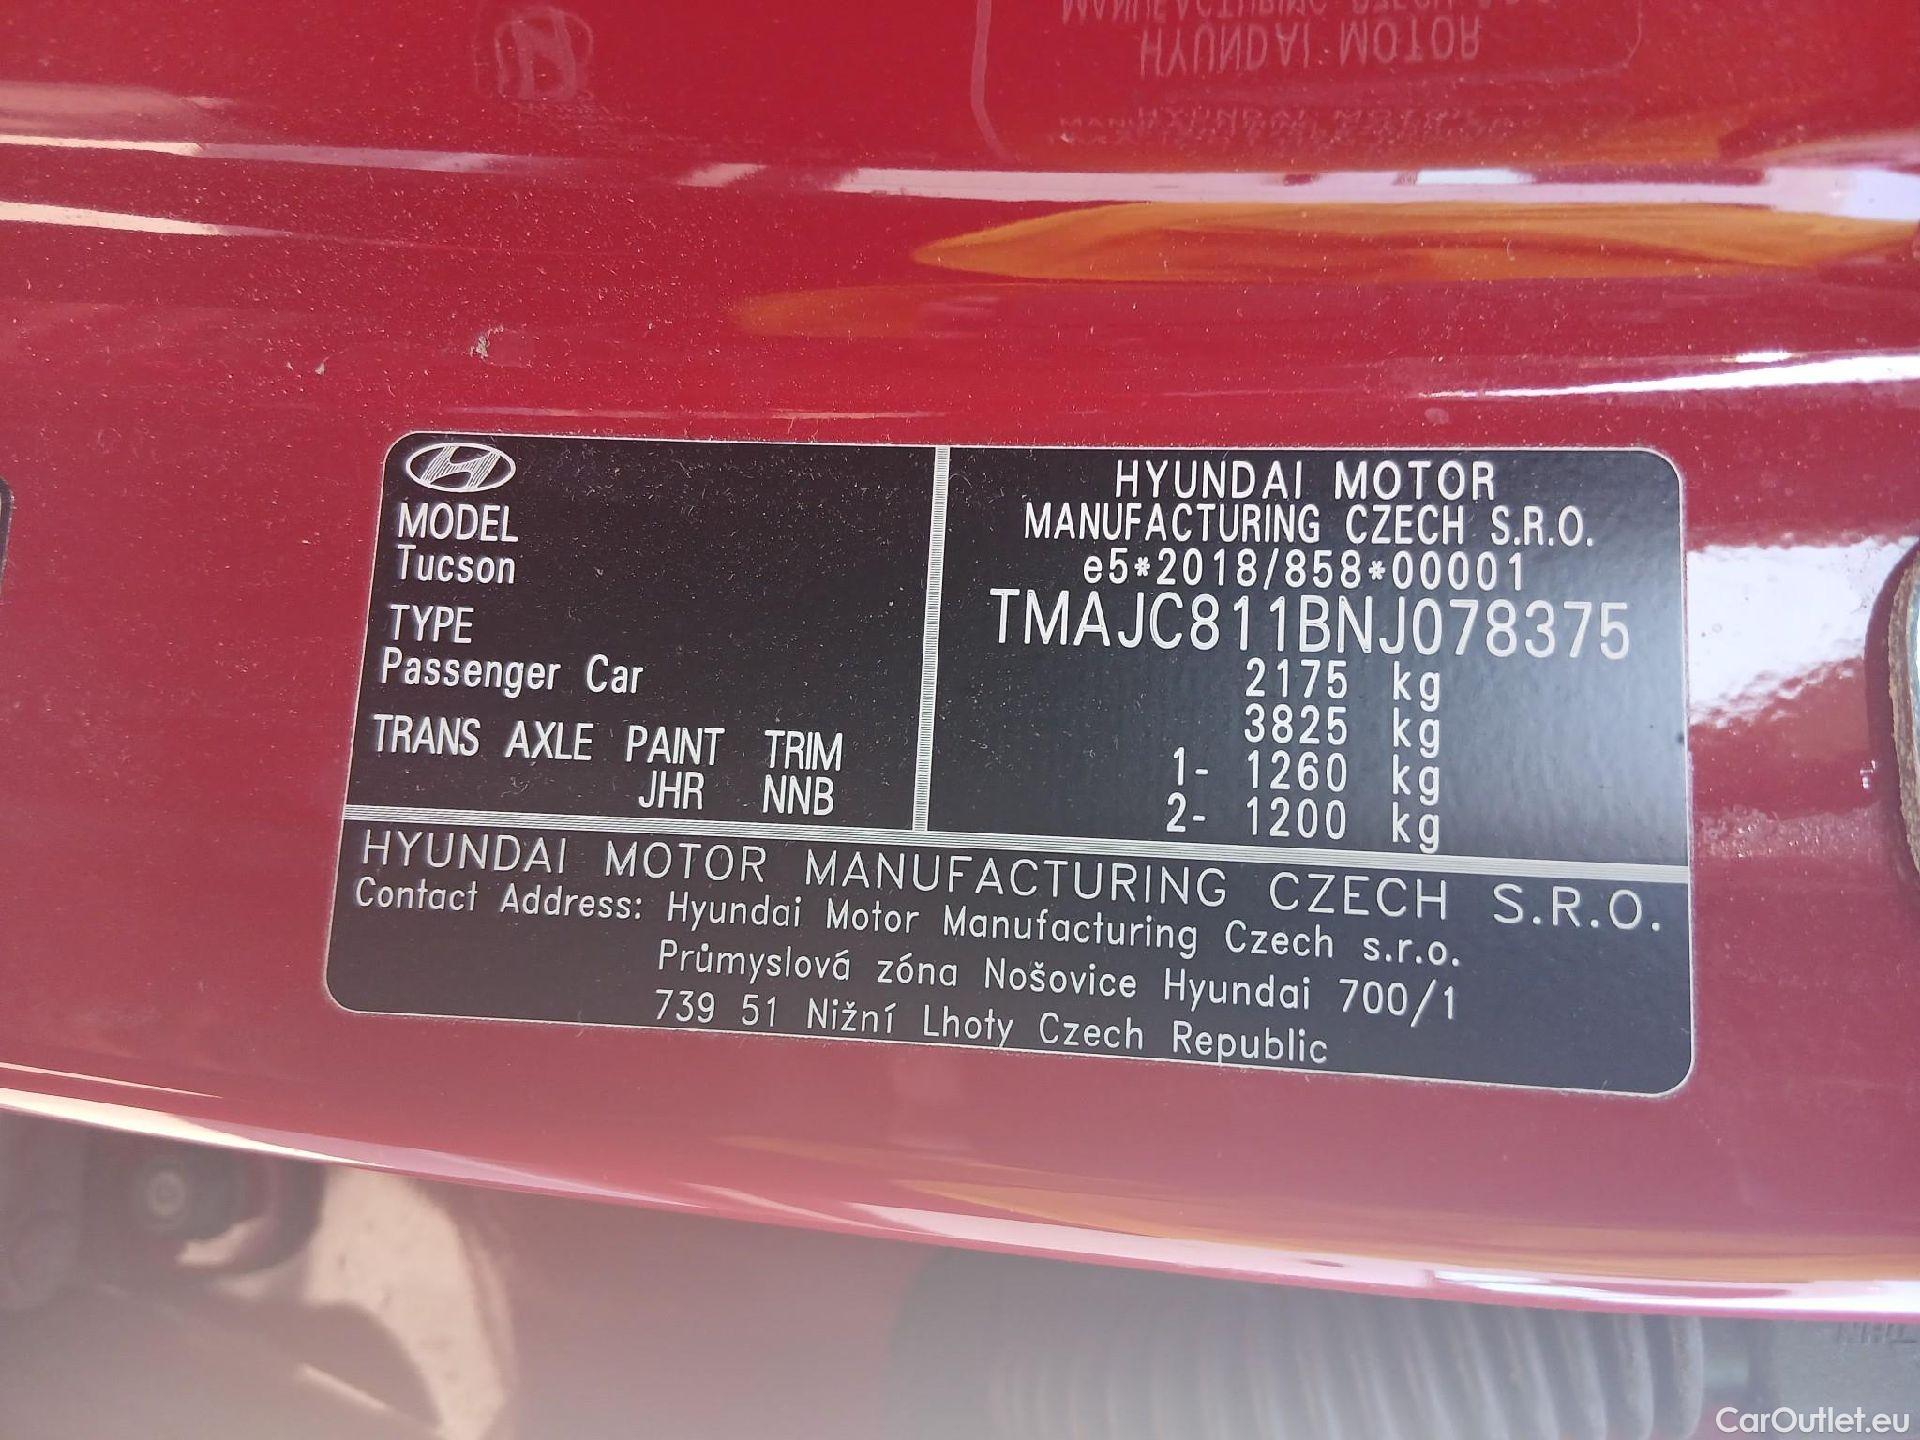 MODEL
Tucson
TYPE
Passenger Car
TRANS AXLE PAINT TRIM
JHR NNB
HYUNDAI MOTOR
MANUFACTURING CZECH S.R.O.
e5*2018/858*00001
TMAJC811BNJ078375
2175 kg
3825 kg
1- 1260 kg
2- 1200 kg
HYUNDAI MOTOR MANUFACTURING CZECH S.R.O.
Contact Address: Hyundai Motor Manufacturing Czech s.r.o.
Průmyslová zóna Nošovice Hyundai 700/1
739 51 Nižní Lhoty Czech Republic
CarOutlet.eu